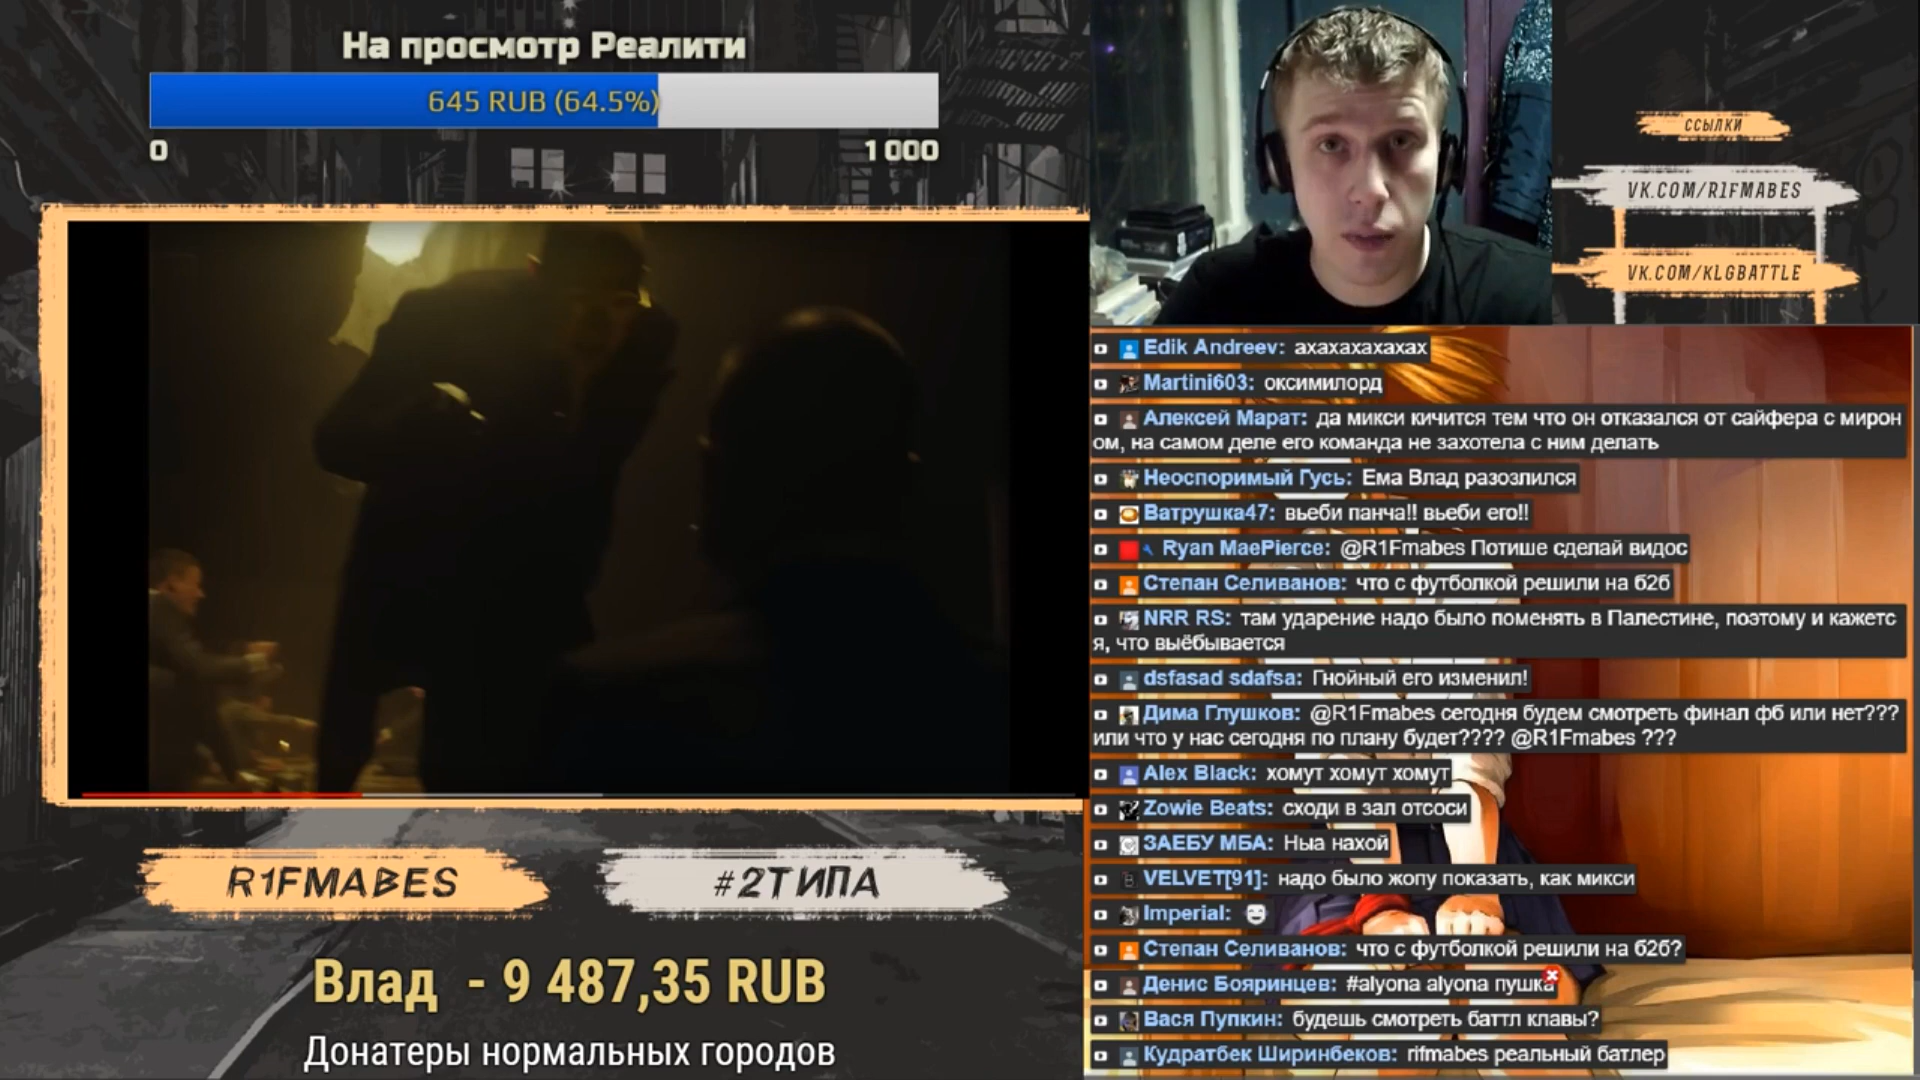 На просмотр Реалити
645 RUB (64.5%)
0
1 000
ССЫЛКИ
VK.COM/R1FMABES
VK.COM/KLGBATTLE
Edik Andreev: ахахахахахах
Martini603: оксимилорд
Алексей Марат: да микси кичится тем что он отказался от сайфера с мирон
ом, на самом деле его команда не захотела с ним делать
Неоспоримый Гусь: Ема Влад разозлился
Ватрушка47: вьеби панча!! вьеби его!!
Ryan MaePierce: @R1Fmabes Потише сделай видос
Степан Селиванов: что с футболкой решили на б2б
NRR RS: там ударение надо было поменять в Палестине, поэтому и кажетс
я, что выёбывается
dsfasad sdafsa: Гнойный его изменил!
Дима Глушков: @R1Fmabes сегодня будем смотреть финал фб или нет???
или что у нас сегодня по плану будет???? @R1Fmabes ???
Alex Black: хомут хомут хомут
Zowie Beats: сходи в зал отсоси
ЗАЕБУ МБА: Ныа нахой
VELVET[91]: надо было жопу показать, как микси
Imperial:
Степан Селиванов: что с футболкой решили на б2б?
Денис Бояринцев: #alyona alyona пушка
Вася Пупкин: будешь смотреть баттл клавы?
Кудратбек Ширинбеков: rifmabes реальный батлер
R1FMABES
#2ТИПА
Влад - 9 487,35 RUB
Донатеры нормальных городов